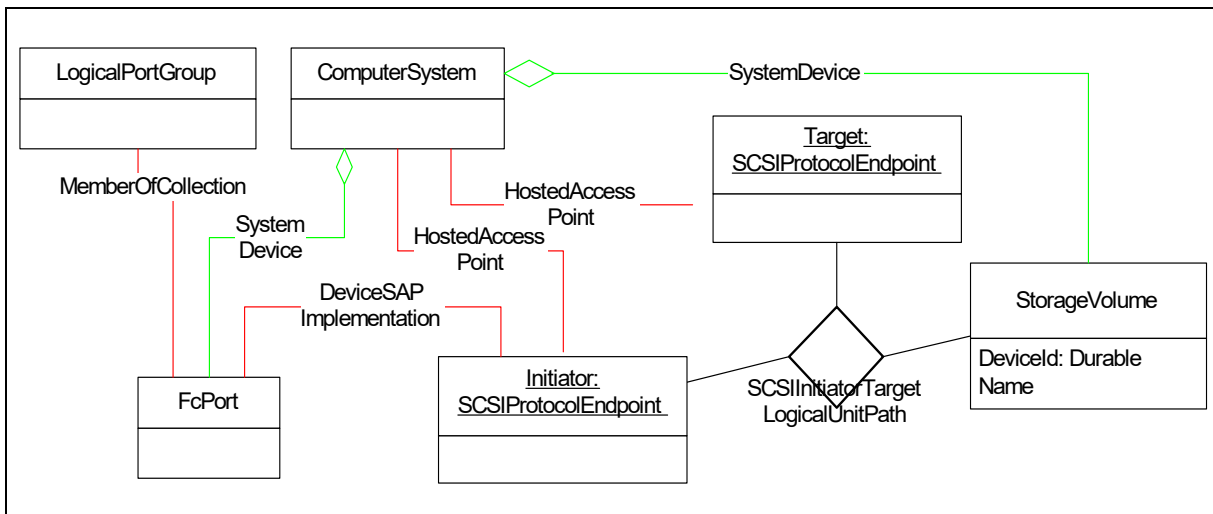 LogicalPortGroup
ComputerSystem
SystemDevice
Target:
SCSIProtocolEndpoint
MemberOfCollection
HostedAccess
Point
System
Device
HostedAccess
Point
DeviceSAP
Implementation
StorageVolume
DeviceId: Durable
Name
Initiator:
SCSIProtocolEndpoint
SCSIInitiatorTarget
LogicalUnitPath
FcPort